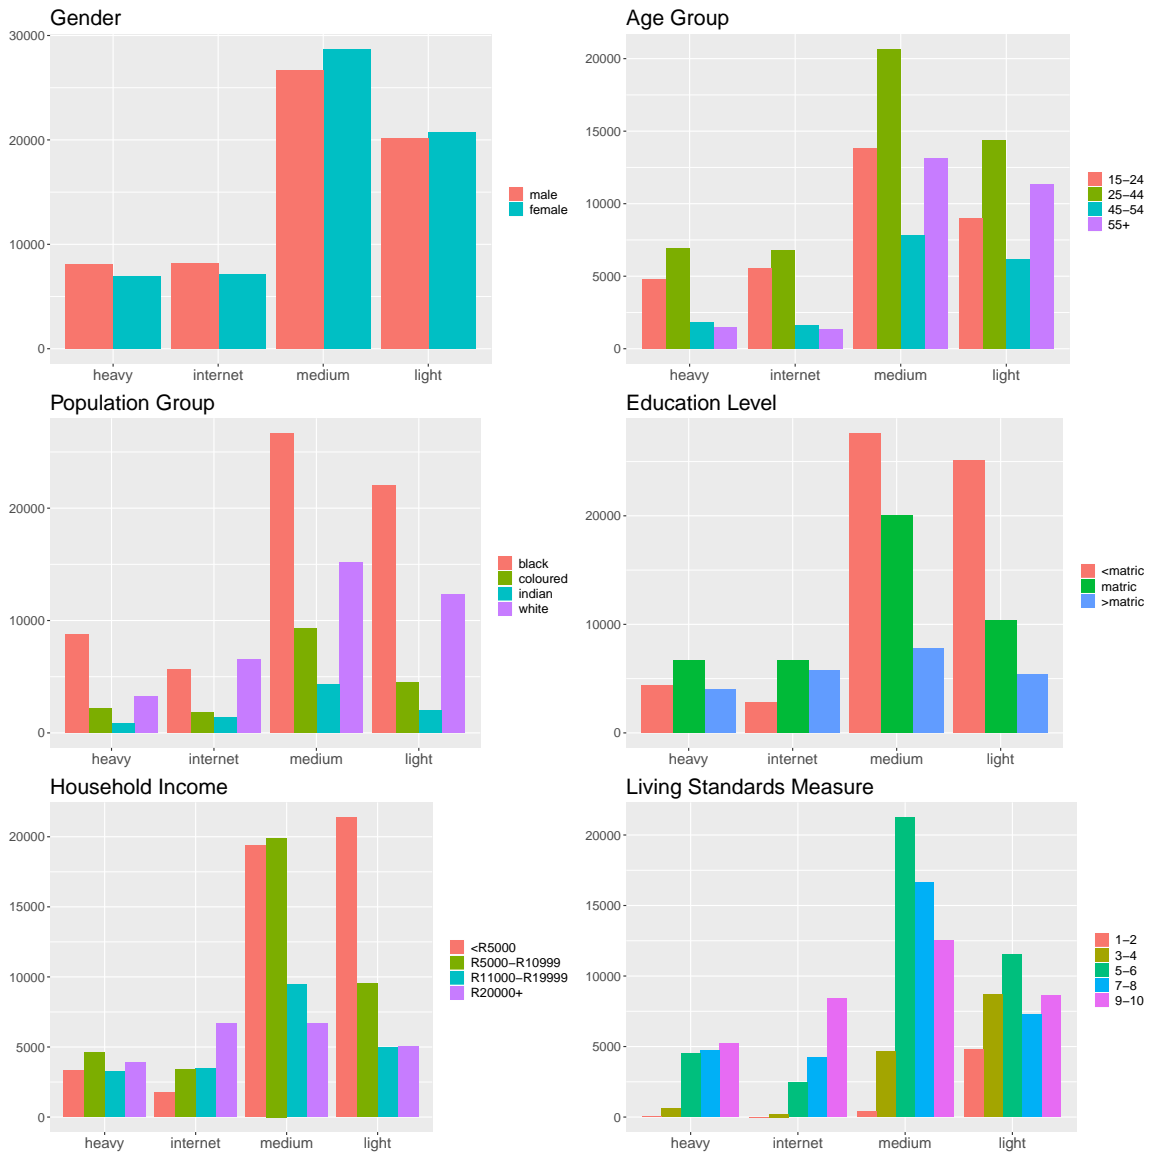 Gender
30000
20000
10000
0
heavy internet medium light
male
female
Age Group
20000
15000
10000
5000
0
heavy internet medium light
15−24
25−44
45−54
55+
Population Group
20000
10000
0
heavy internet medium light
black
coloured
indian
white
Education Level
20000
10000
0
heavy internet medium light
<matric
matric
>matric
Household Income
20000
15000
10000
5000
0
heavy internet medium light
<R5000
R5000−R10999
R11000−R19999
R20000+
Living Standards Measure
20000
15000
10000
5000
0
heavy internet medium light
1−2
3−4
5−6
7−8
9−10